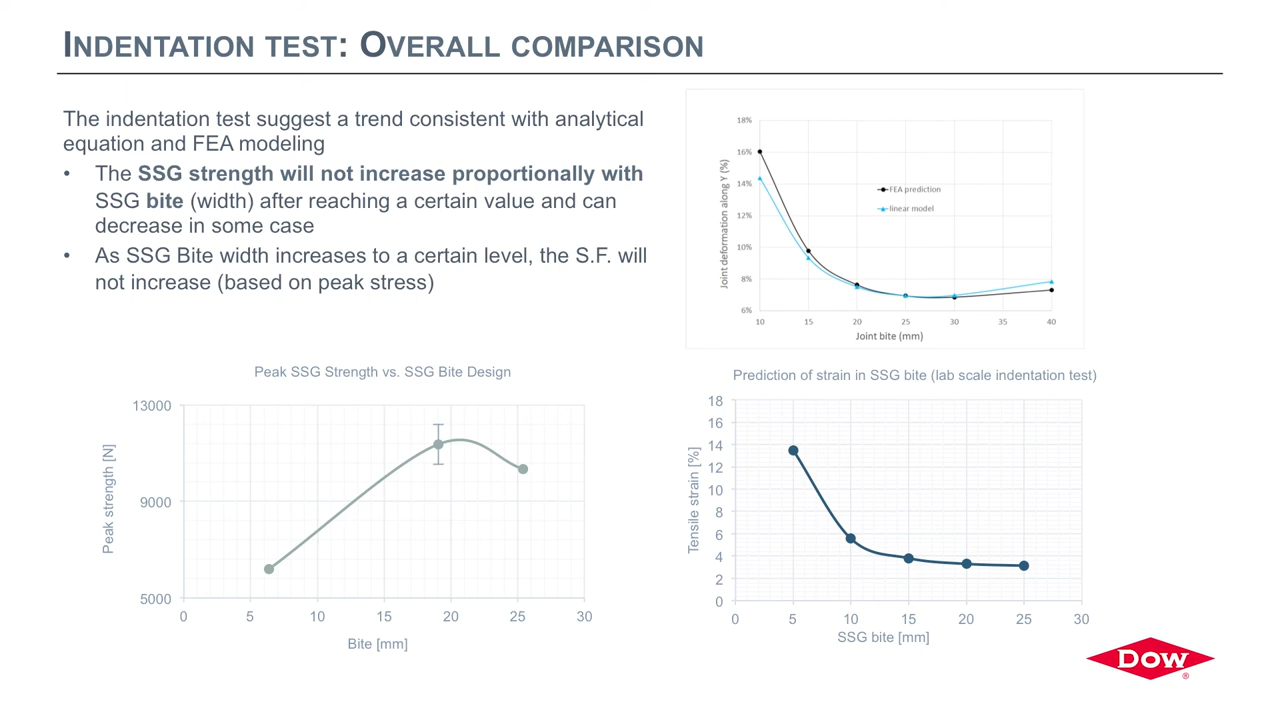 INDENTATION TEST: OVERALL COMPARISON
The indentation test suggest a trend consistent with analytical
equation and FEA modeling
• The SSG strength will not increase proportionally with
SSG bite (width) after reaching a certain value and can
decrease in some case
• As SSG Bite width increases to a certain level, the S.F. will
not increase (based on peak stress)
18%
16%
14%
12%
10%
8%
6%
Joint deformation along Y (%)
FEA prediction
linear model
10 15 20 25 30 35 40
Joint bite (mm)
Peak SSG Strength vs. SSG Bite Design
13000
9000
5000
Peak strength [N]
0 5 10 15 20 25 30
Bite [mm]
Prediction of strain in SSG bite (lab scale indentation test)
18
16
14
12
10
8
6
4
2
0
Tensile strain [%]
0 5 10 15 20 25 30
SSG bite [mm]
DOW
®